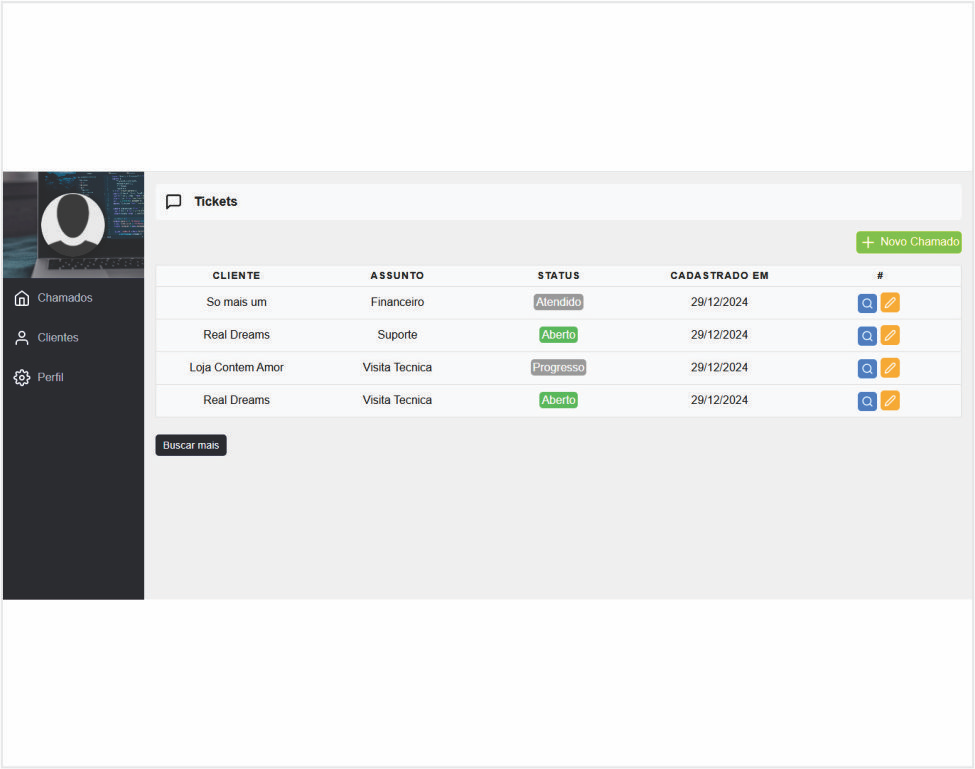 Tickets
Novo Chamado
Chamados
Clientes
Perfil
CLIENTE ASSUNTO STATUS CADASTRADO EM #
So mais um Financeiro Atendido 29/12/2024
Real Dreams Suporte Aberto 29/12/2024
Loja Contem Amor Visita Tecnica Progresso 29/12/2024
Real Dreams Visita Tecnica Aberto 29/12/2024
Buscar mais